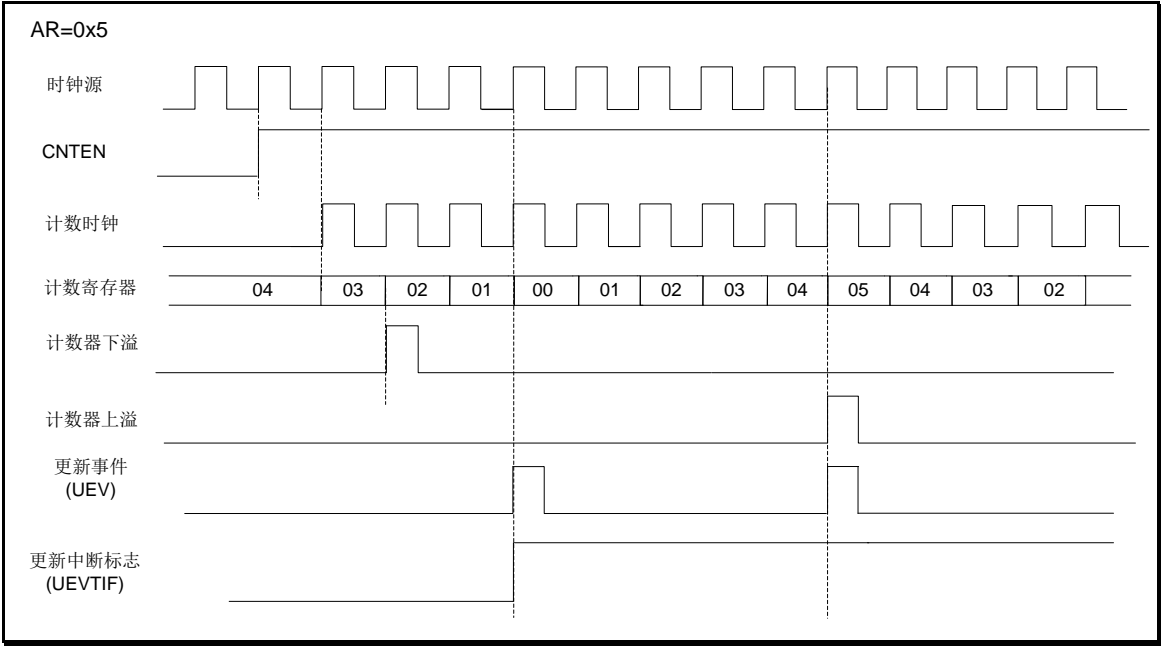 AR=0x5
时钟源
CNTEN
计数时钟
计数寄存器 04 03 02 01 00 01 02 03 04 05 04 03 02
计数器下溢
计数器上溢
更新事件
(UEV)
更新中断标志
(UEVTIF)